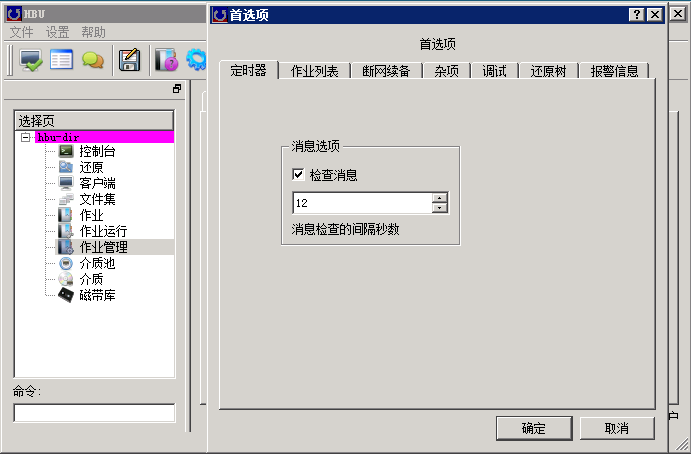 HBU
文件 设置 帮助
选择页
hbu-dir
控制台
还原
客户端
文件集
作业
作业运行
作业管理
介质池
介质
磁带库
命令:
首选项
首选项
定时器 作业列表 断网续备 杂项 调试 还原树 报警信息
消息选项
检查消息
12
消息检查的间隔秒数
确定 取消
户